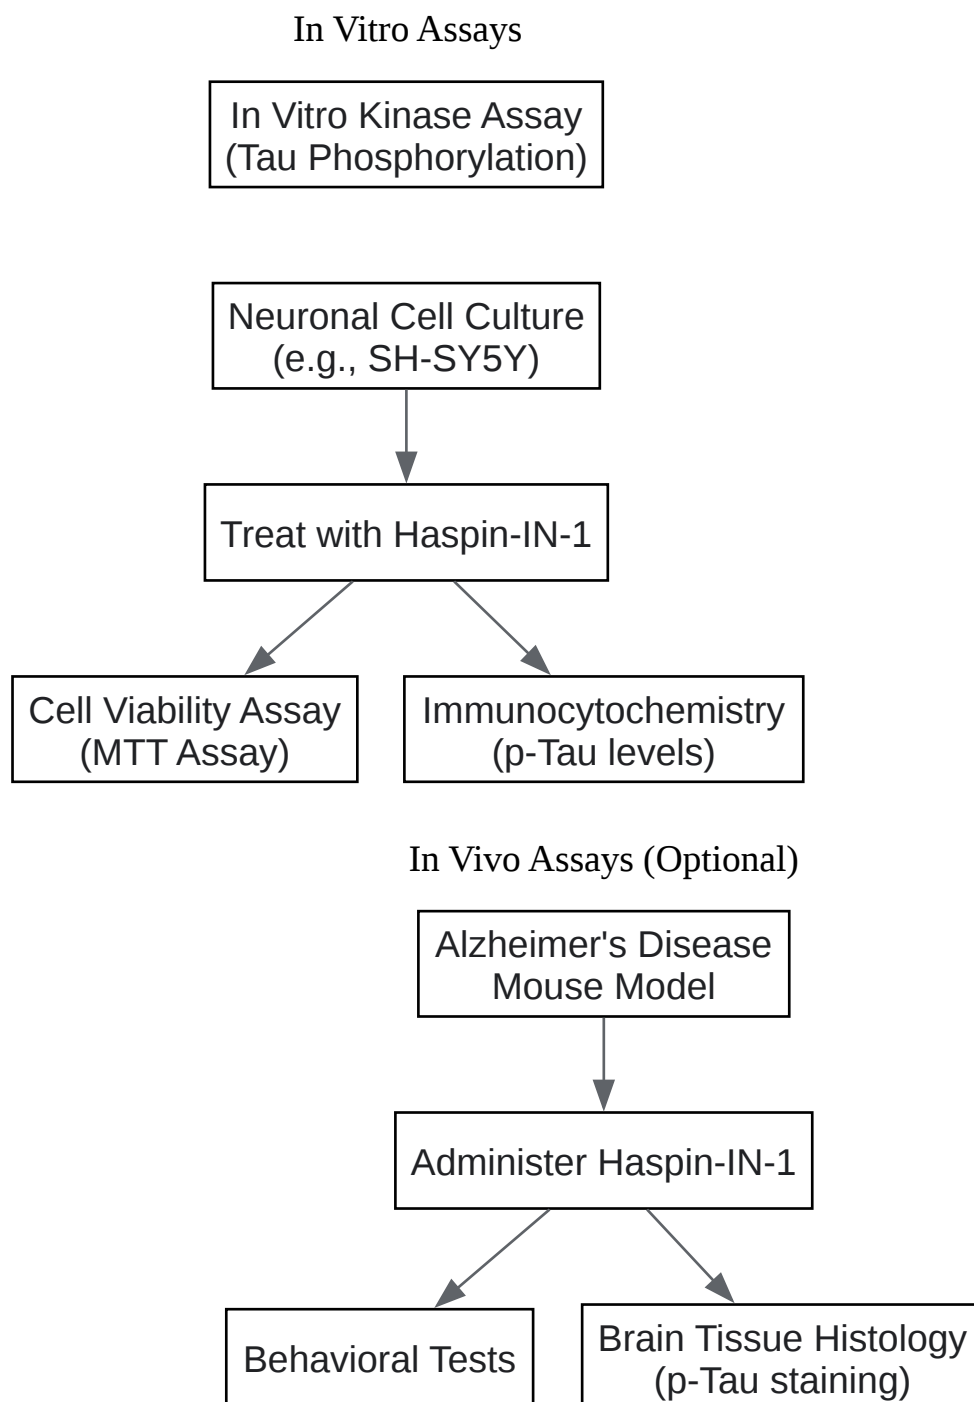 In Vitro Assays
In Vitro Kinase Assay
(Tau Phosphorylation)
Neuronal Cell Culture
(e.g., SH-SY5Y)
Treat with Haspin-IN-1
Cell Viability Assay
(MTT Assay)
Immunocytochemistry
(p-Tau levels)
In Vivo Assays (Optional)
Alzheimer's Disease
Mouse Model
Administer Haspin-IN-1
Behavioral Tests
Brain Tissue Histology
(p-Tau staining)